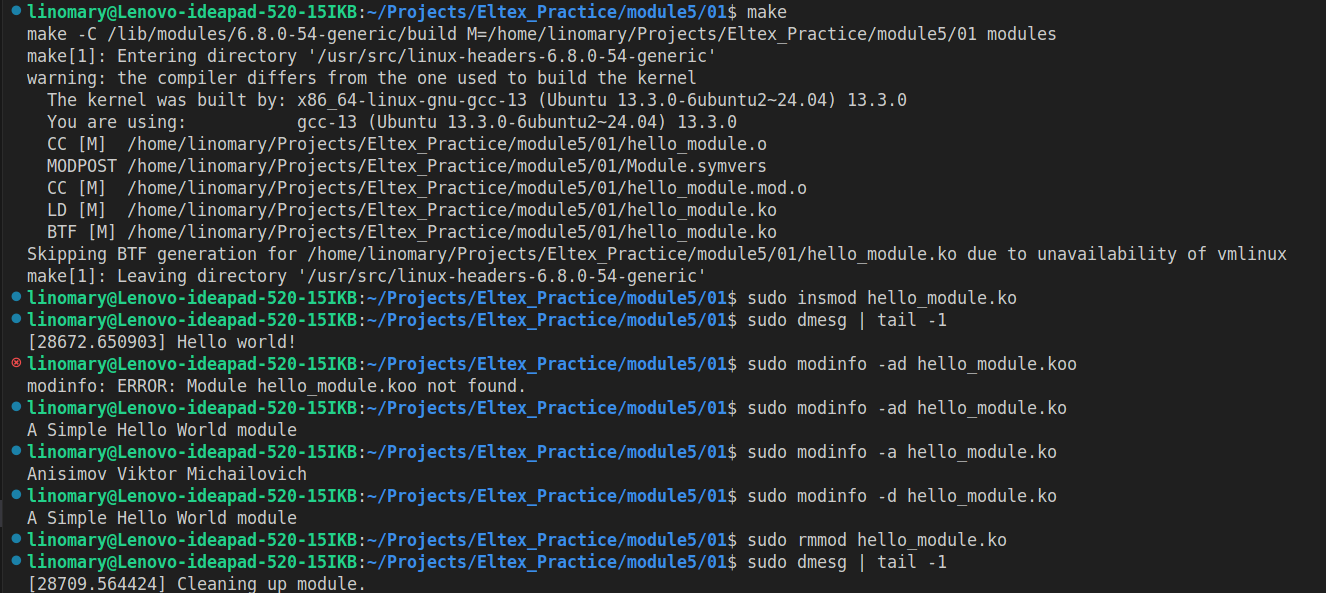 linomary@Lenovo-ideapad-520-15IKB:~/Projects/Eltex_Practice/module5/01$ make
make -C /lib/modules/6.8.0-54-generic/build M=/home/linomary/Projects/Eltex_Practice/module5/01 modules
make[1]: Entering directory '/usr/src/linux-headers-6.8.0-54-generic'
warning: the compiler differs from the one used to build the kernel
  The kernel was built by: x86_64-linux-gnu-gcc-13 (Ubuntu 13.3.0-6ubuntu2~24.04) 13.3.0
  You are using:           gcc-13 (Ubuntu 13.3.0-6ubuntu2~24.04) 13.3.0
  CC [M]  /home/linomary/Projects/Eltex_Practice/module5/01/hello_module.o
  MODPOST /home/linomary/Projects/Eltex_Practice/module5/01/Module.symvers
  CC [M]  /home/linomary/Projects/Eltex_Practice/module5/01/hello_module.mod.o
  LD [M]  /home/linomary/Projects/Eltex_Practice/module5/01/hello_module.ko
  BTF [M] /home/linomary/Projects/Eltex_Practice/module5/01/hello_module.ko
Skipping BTF generation for /home/linomary/Projects/Eltex_Practice/module5/01/hello_module.ko due to unavailability of vmlinux
make[1]: Leaving directory '/usr/src/linux-headers-6.8.0-54-generic'
linomary@Lenovo-ideapad-520-15IKB:~/Projects/Eltex_Practice/module5/01$ sudo insmod hello_module.ko
linomary@Lenovo-ideapad-520-15IKB:~/Projects/Eltex_Practice/module5/01$ sudo dmesg | tail -1
[28672.650903] Hello world!
linomary@Lenovo-ideapad-520-15IKB:~/Projects/Eltex_Practice/module5/01$ sudo modinfo -ad hello_module.koo
modinfo: ERROR: Module hello_module.koo not found.
linomary@Lenovo-ideapad-520-15IKB:~/Projects/Eltex_Practice/module5/01$ sudo modinfo -ad hello_module.ko
A Simple Hello World module
linomary@Lenovo-ideapad-520-15IKB:~/Projects/Eltex_Practice/module5/01$ sudo modinfo -a hello_module.ko
Anisimov Viktor Michailovich
linomary@Lenovo-ideapad-520-15IKB:~/Projects/Eltex_Practice/module5/01$ sudo modinfo -d hello_module.ko
A Simple Hello World module
linomary@Lenovo-ideapad-520-15IKB:~/Projects/Eltex_Practice/module5/01$ sudo rmmod hello_module.ko
linomary@Lenovo-ideapad-520-15IKB:~/Projects/Eltex_Practice/module5/01$ sudo dmesg | tail -1
[28709.564424] Cleaning up module.